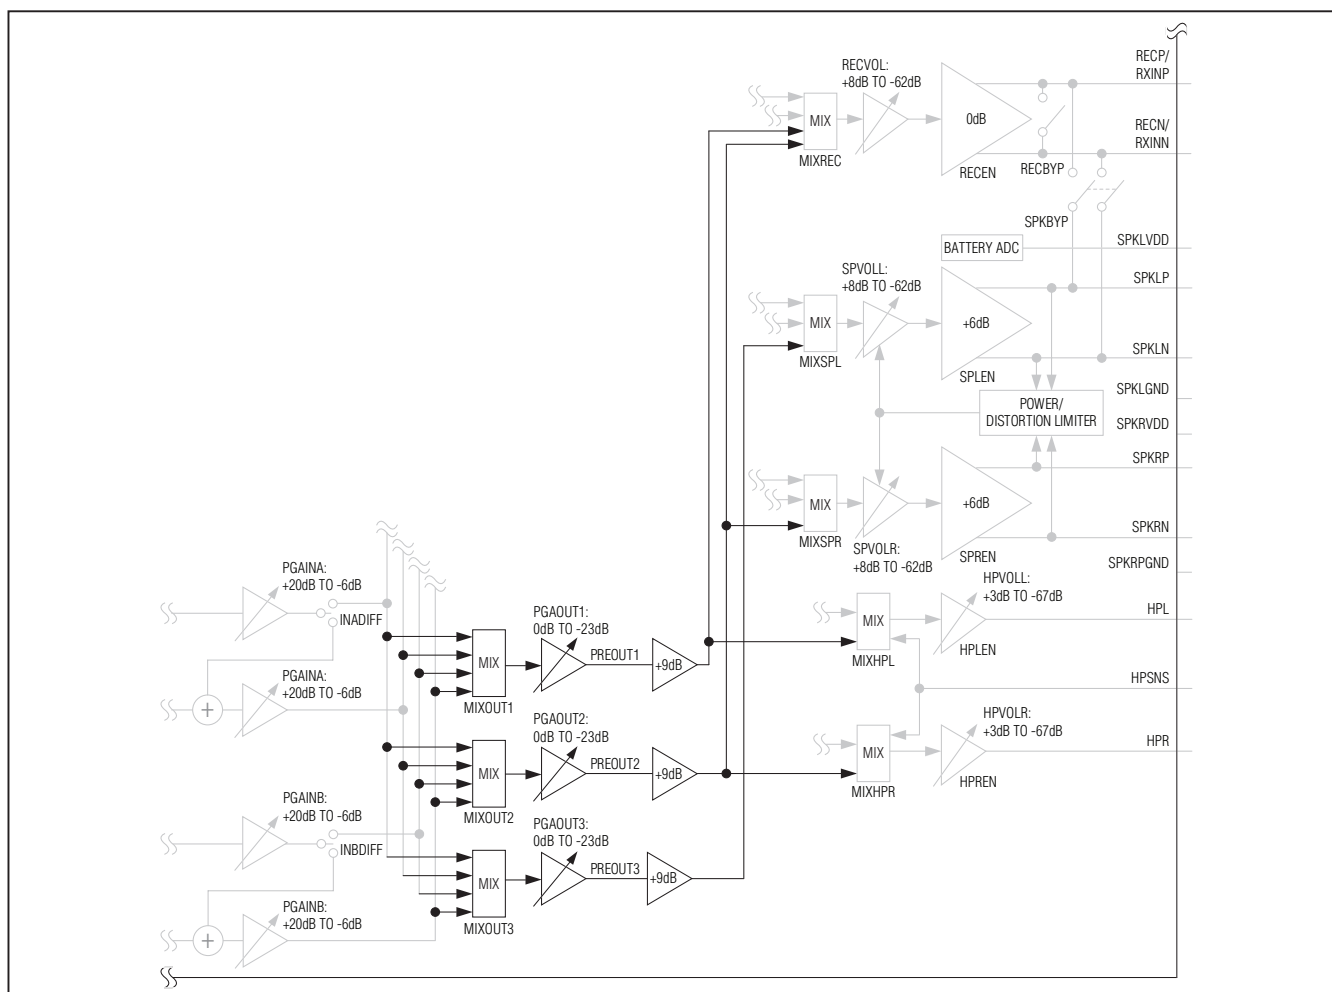 RECP/
RXINP
RECVOL:
+8dB TO -62dB
MIX
0dB
MIXREC
RECEN
RECBYP
RECN/
RXINN
SPKBYP
BATTERY ADC
SPKLVDD
SPVOLL:
+8dB TO -62dB
SPKLP
MIX
+6dB
MIXSPL
SPLEN
SPKLN
POWER/
DISTORTION LIMITER
SPKLGND
SPKRVDD
SPKRP
MIX
+6dB
MIXSPR
SPREN
SPKRN
SPVOLR:
+8dB TO -62dB
SPKRPGND
PGAINA:
+20dB TO -6dB
INADIFF
PGAINA:
+20dB TO -6dB
PGAOUT1:
0dB TO -23dB
MIX
PREOUT1
+9dB
MIXOUT1
HPVOLL:
+3dB TO -67dB
MIX
HPL
MIXHPL
HPLEN
HPSNS
+
PGAOUT2:
0dB TO -23dB
MIX
PREOUT2
+9dB
MIXOUT2
HPVOLR:
+3dB TO -67dB
MIX
HPR
MIXHPR
HPREN
PGAINB:
+20dB TO -6dB
INBDIFF
PGAINB:
+20dB TO -6dB
+
PGAOUT3:
0dB TO -23dB
MIX
PREOUT3
+9dB
MIXOUT3